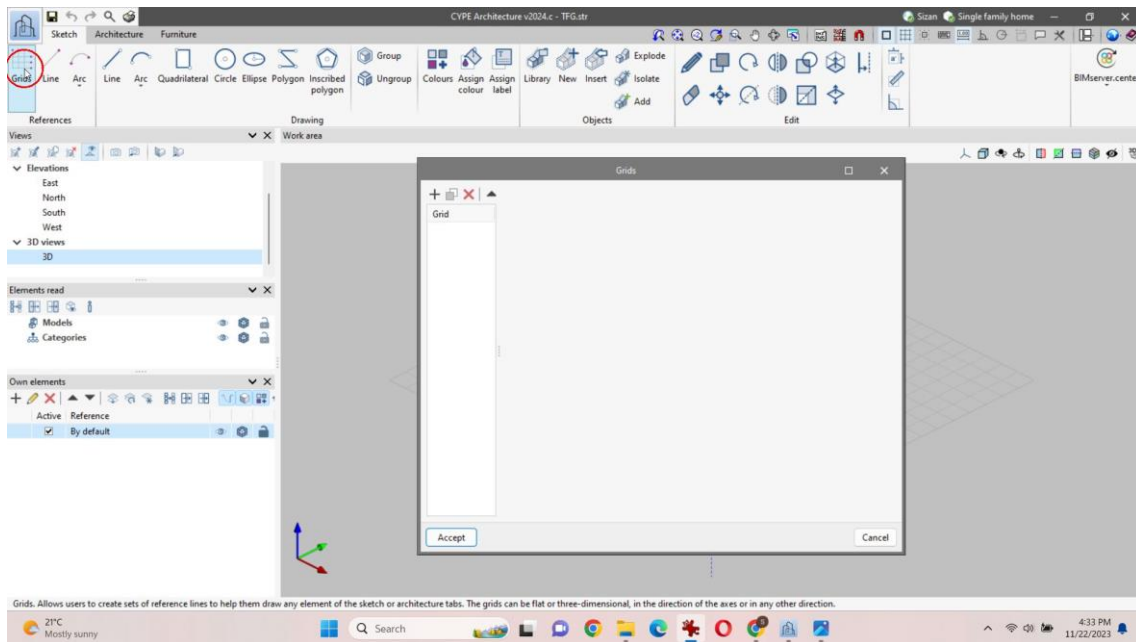 CYPE Architecture v2024.c - TFG.str
Sizan
Single family home
Sketch
Architecture
Furniture
Grids
Line
Arc
Line
Arc
Quadrilateral
Circle
Ellipse
Polygon
Inscribed
polygon
Group
Ungroup
Colours
Assign
colour
Assign
label
Library
New
Insert
Explode
Isolate
Add
BIMserver.cente
References
Drawing
Objects
Edit
Views
Work area
Elevations
East
North
South
West
3D views
3D
Elements read
Models
Categories
Own elements
Active Reference
By default
Grids
Grid
Accept
Cancel
Grids. Allows users to create sets of reference lines to help them draw any element of the sketch or architecture tabs. The grids can be flat or three-dimensional, in the direction of the axes or in any other direction.
21°C
Mostly sunny
Search
4:33 PM
11/22/2023